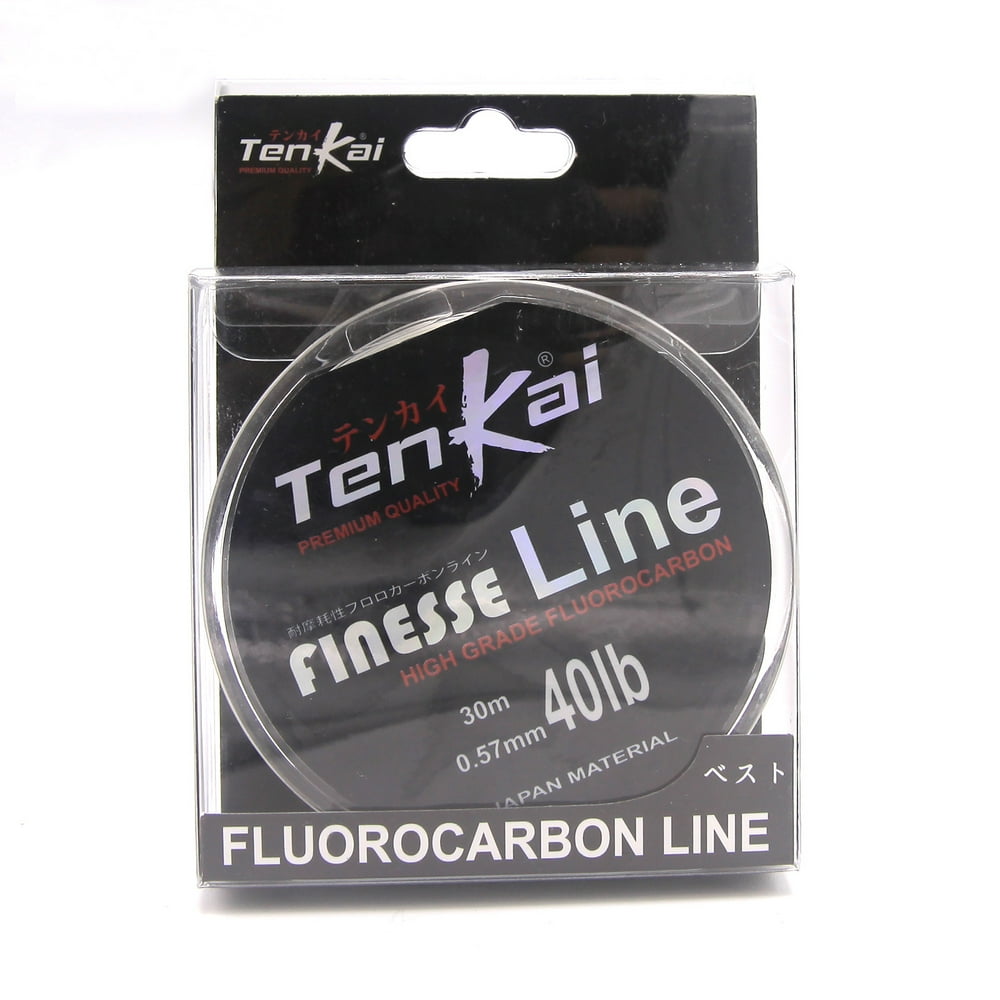 テンカイ
TenKai®
PREMIUM QUALITY
テンカイ
TenKai®
PREMIUM QUALITY
耐摩耗性フロロカーボンライン
FINESSE Line
HIGH GRADE FLUOROCARBON
30m
0.57mm 40lb
JAPAN MATERIAL
ベスト
FLUOROCARBON LINE